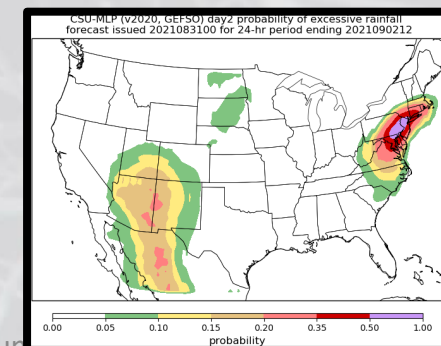 CSU-MLP (v2020, GEFSO) day2 probability of excessive rainfall
forecast issued 2021083100 for 24-hr period ending 2021090212
0.00 0.05 0.10 0.15 0.20 0.35 0.50 1.00
probability